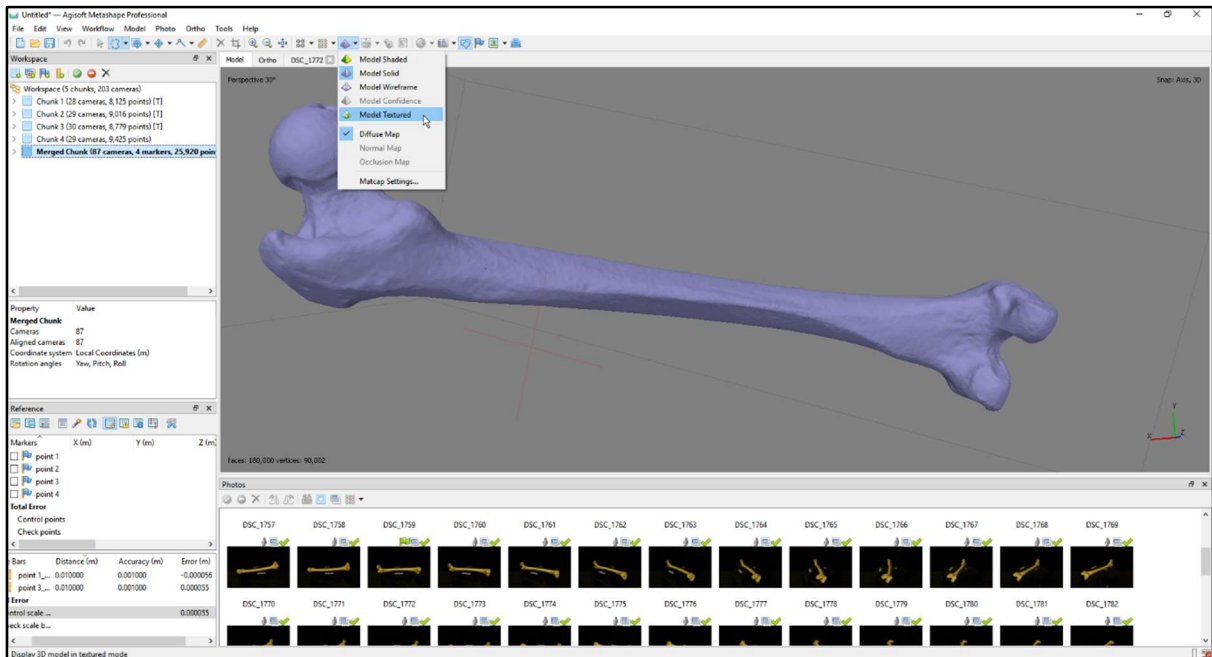 Untitled* — Agisoft Metashape Professional
File Edit View Workflow Model Photo Ortho Tools Help
Workspace
Workspace (5 chunks, 203 cameras)
Chunk 1 (28 cameras, 8,125 points) [T]
Chunk 2 (29 cameras, 9,016 points) [T]
Chunk 3 (30 cameras, 8,779 points) [T]
Chunk 4 (29 cameras, 9,425 points)
Merged Chunk (87 cameras, 4 markers, 25,920 poin
Property Value
Merged Chunk
Cameras 87
Aligned cameras 87
Coordinate system Local Coordinates (m)
Rotation angles Yaw, Pitch, Roll
Reference
Markers X (m) Y (m) Z (m)
point 1
point 2
point 3
point 4
Total Error
Control points
Check points
e Bars Distance (m) Accuracy (m) Error (m)
point 1_... 0.010000 0.001000 -0.000056
point 3_... 0.010000 0.001000 0.000055
l Error
ontrol scale ... 0.000055
eck scale b...
Display 3D model in textured mode
Model Ortho DSC_1772
Perspective 30°
Snap: Axis, 3D
Model Shaded
Model Solid
Model Wireframe
Model Confidence
Model Textured
Diffuse Map
Normal Map
Occlusion Map
Matcap Settings...
Y
X Z
faces: 180,000 vertices: 90,002
Photos
DSC_1757 DSC_1758 DSC_1759 DSC_1760 DSC_1761 DSC_1762 DSC_1763 DSC_1764 DSC_1765 DSC_1766 DSC_1767 DSC_1768 DSC_1769
DSC_1770 DSC_1771 DSC_1772 DSC_1773 DSC_1774 DSC_1775 DSC_1776 DSC_1777 DSC_1778 DSC_1779 DSC_1780 DSC_1781 DSC_1782